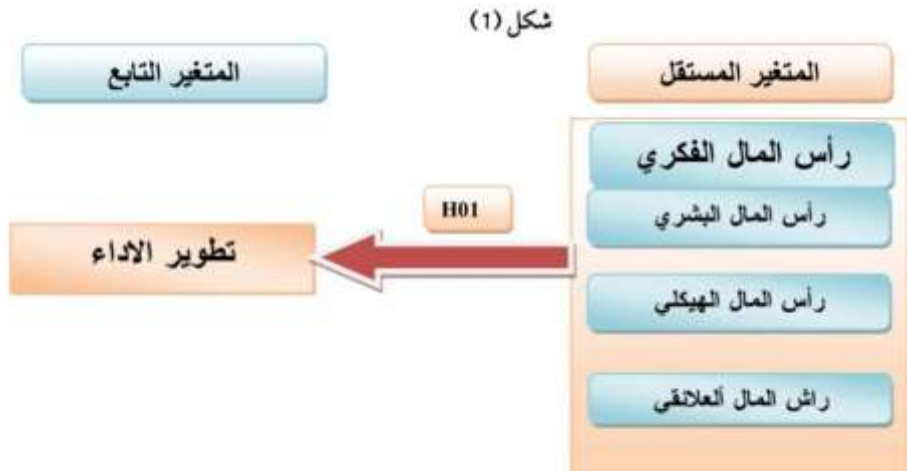 شكل (1)
المتغير المستقل
المتغير التابع
رأس المال الفكري
رأس المال البشري
H01
تطوير الاداء
رأس المال الهيكلي
راش المال ألعلائقي